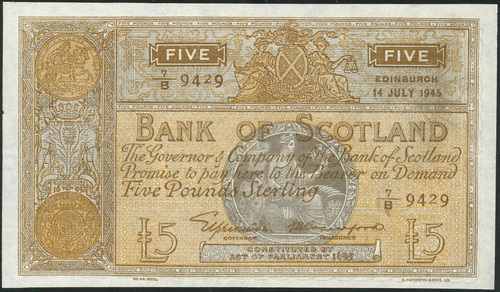 FIVE FIVE
7/B 9429
EDINBURGH
14 JULY 1945
BANK OF SCOTLAND
The Governor & Company of the Bank of Scotland
Promise to pay here to the Bearer on Demand
Five Pounds Sterling
7/B 9429
£5 £5
GOVERNOR
CONSTITUTED BY
ACT OF PARLIAMENT 1695